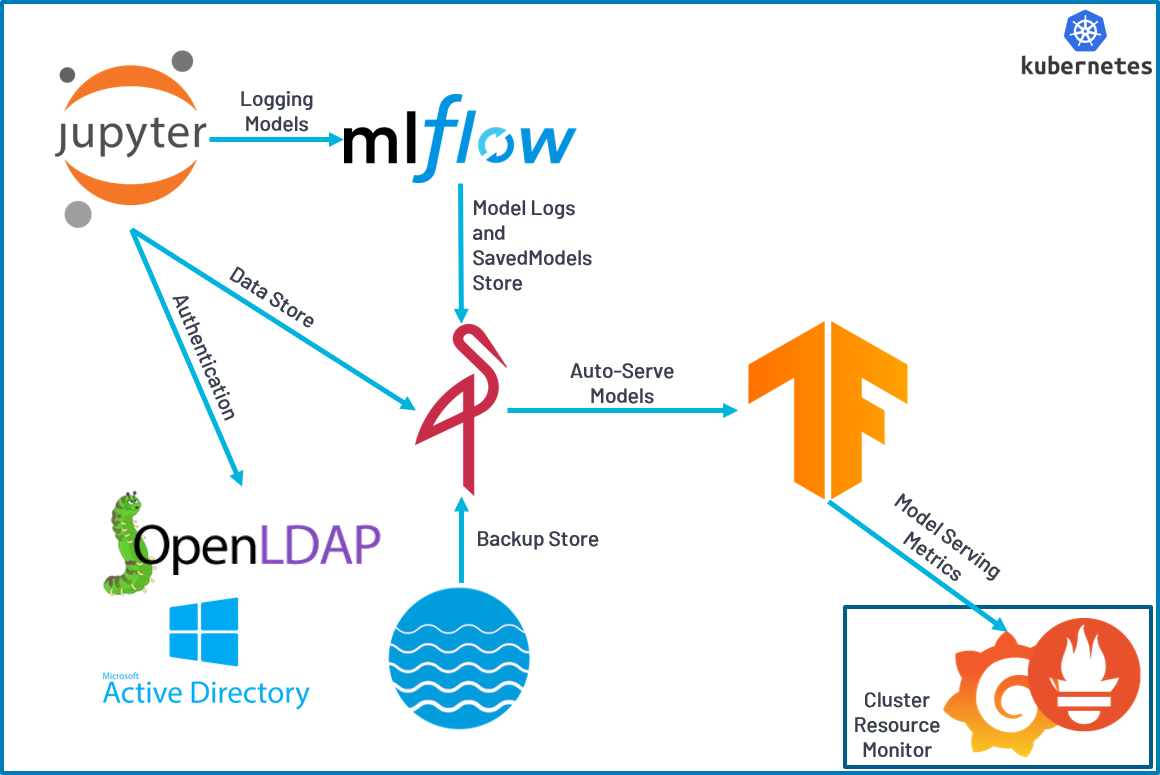 kubernetes
Logging
Models
jupyter
mlflow
Model Logs
and
SavedModels
Store
Data Store
Authentication
Auto-Serve
Models
OpenLDAP
Backup Store
Model Serving
Metrics
Microsoft
Active Directory
Cluster
Resource
Monitor